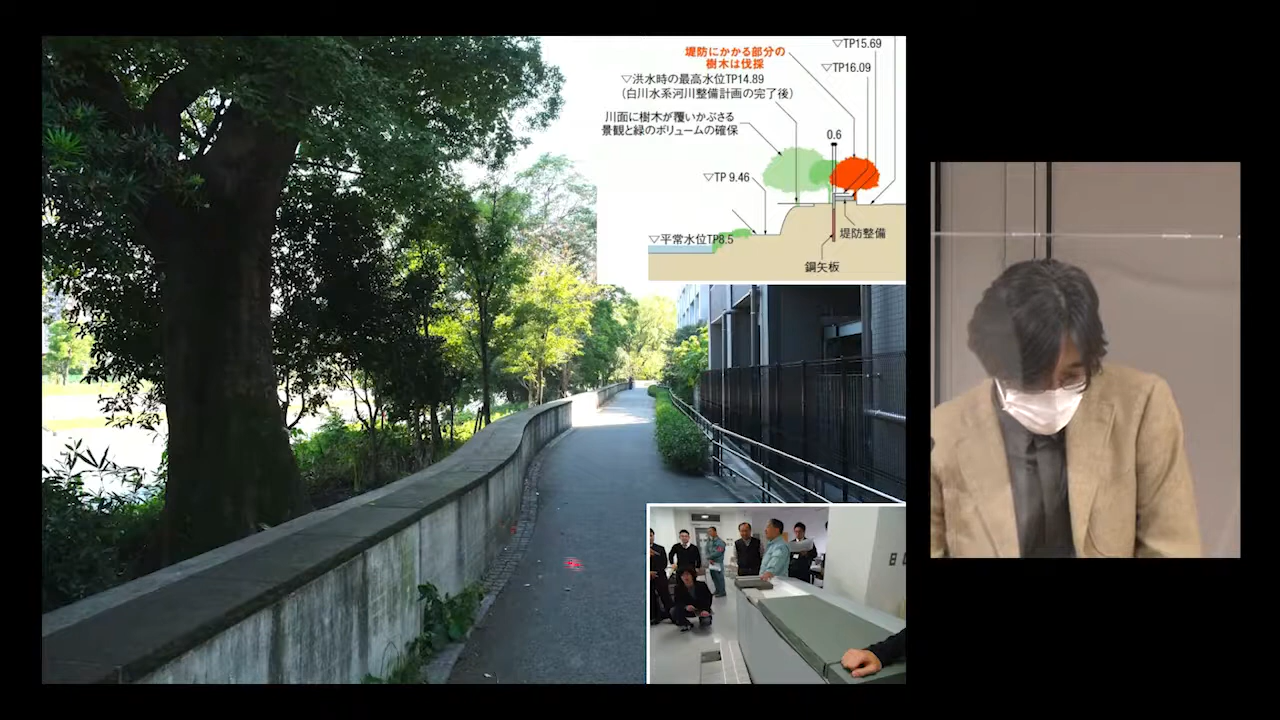 堤防にかかる部分の
樹木は伐採
▽TP15.69
▽TP16.09
▽洪水時の最高水位TP14.89
（白川水系河川整備計画の完了後）
川面に樹木が覆いかぶさる
景観と緑のボリュームの確保
0.6
▽TP 9.46
▽平常水位TP8.5
堤防整備
鋼矢板